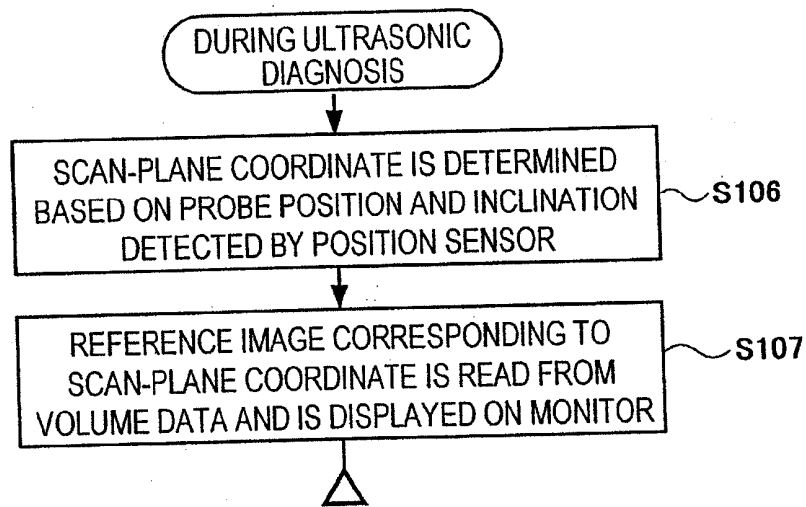 DURING ULTRASONIC
DIAGNOSIS
SCAN-PLANE COORDINATE IS DETERMINED
BASED ON PROBE POSITION AND INCLINATION
DETECTED BY POSITION SENSOR
S106
REFERENCE IMAGE CORRESPONDING TO
SCAN-PLANE COORDINATE IS READ FROM
VOLUME DATA AND IS DISPLAYED ON MONITOR
S107